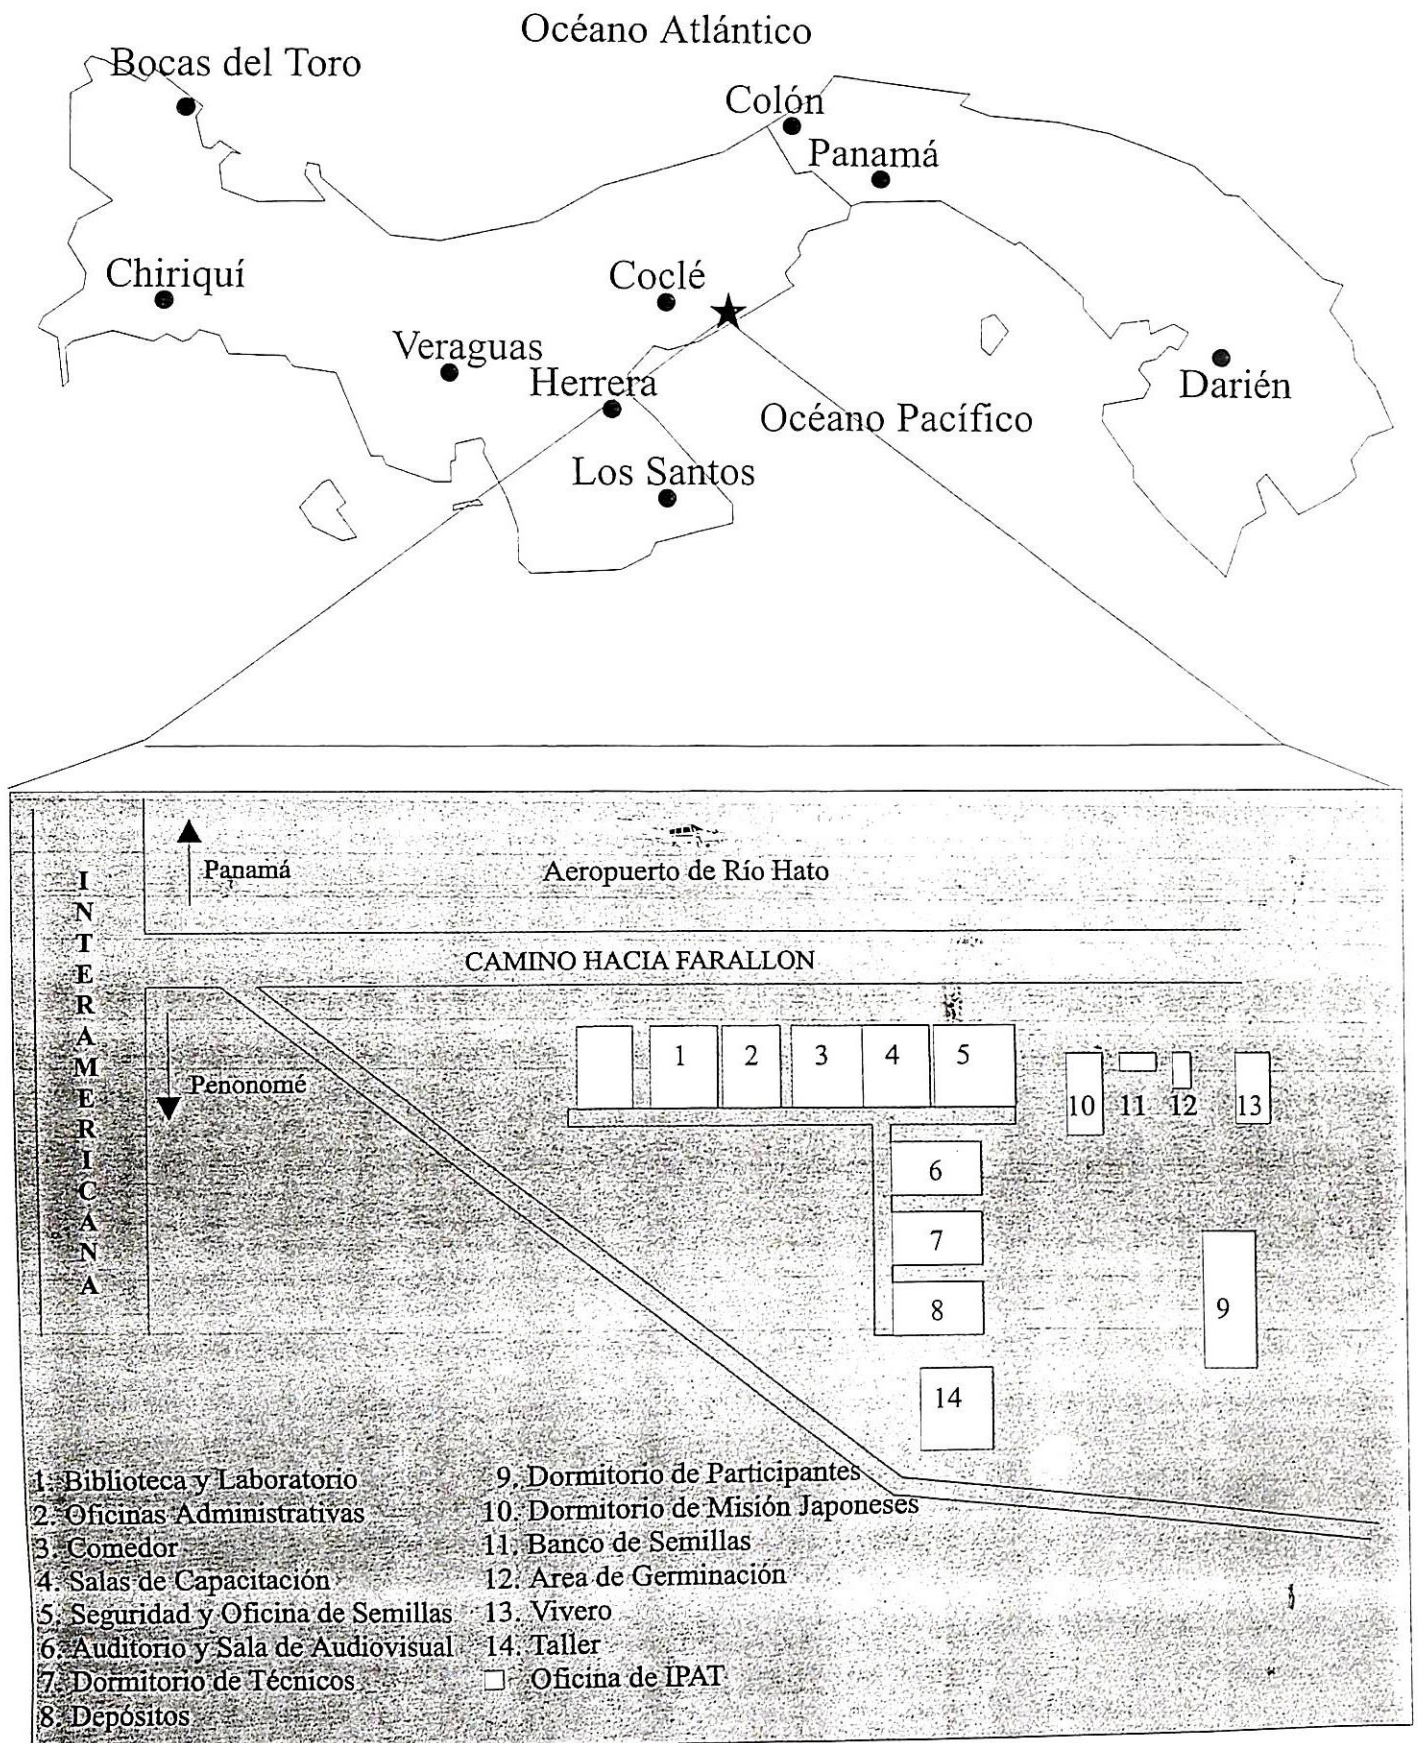 Océano Atlántico
Bocas del Toro
Colón
Panamá
Chiriquí
Coclé
Veraguas
Herrera
Darién
Océano Pacífico
Los Santos
INTERAMERICANA
Panamá
Aeropuerto de Río Hato
CAMINO HACIA FARALLON
Penonomé
1 2 3 4 5
10 11 12 13
6
7
8
9
14
1. Biblioteca y Laboratorio
2. Oficinas Administrativas
3. Comedor
4. Salas de Capacitación
5. Seguridad y Oficina de Semillas
6. Auditorio y Sala de Audiovisual
7. Dormitorio de Técnicos
8. Depósitos
9. Dormitorio de Participantes
10. Dormitorio de Misión Japoneses
11. Banco de Semillas
12. Area de Germinación
13. Vivero
14. Taller
Oficina de IPAT